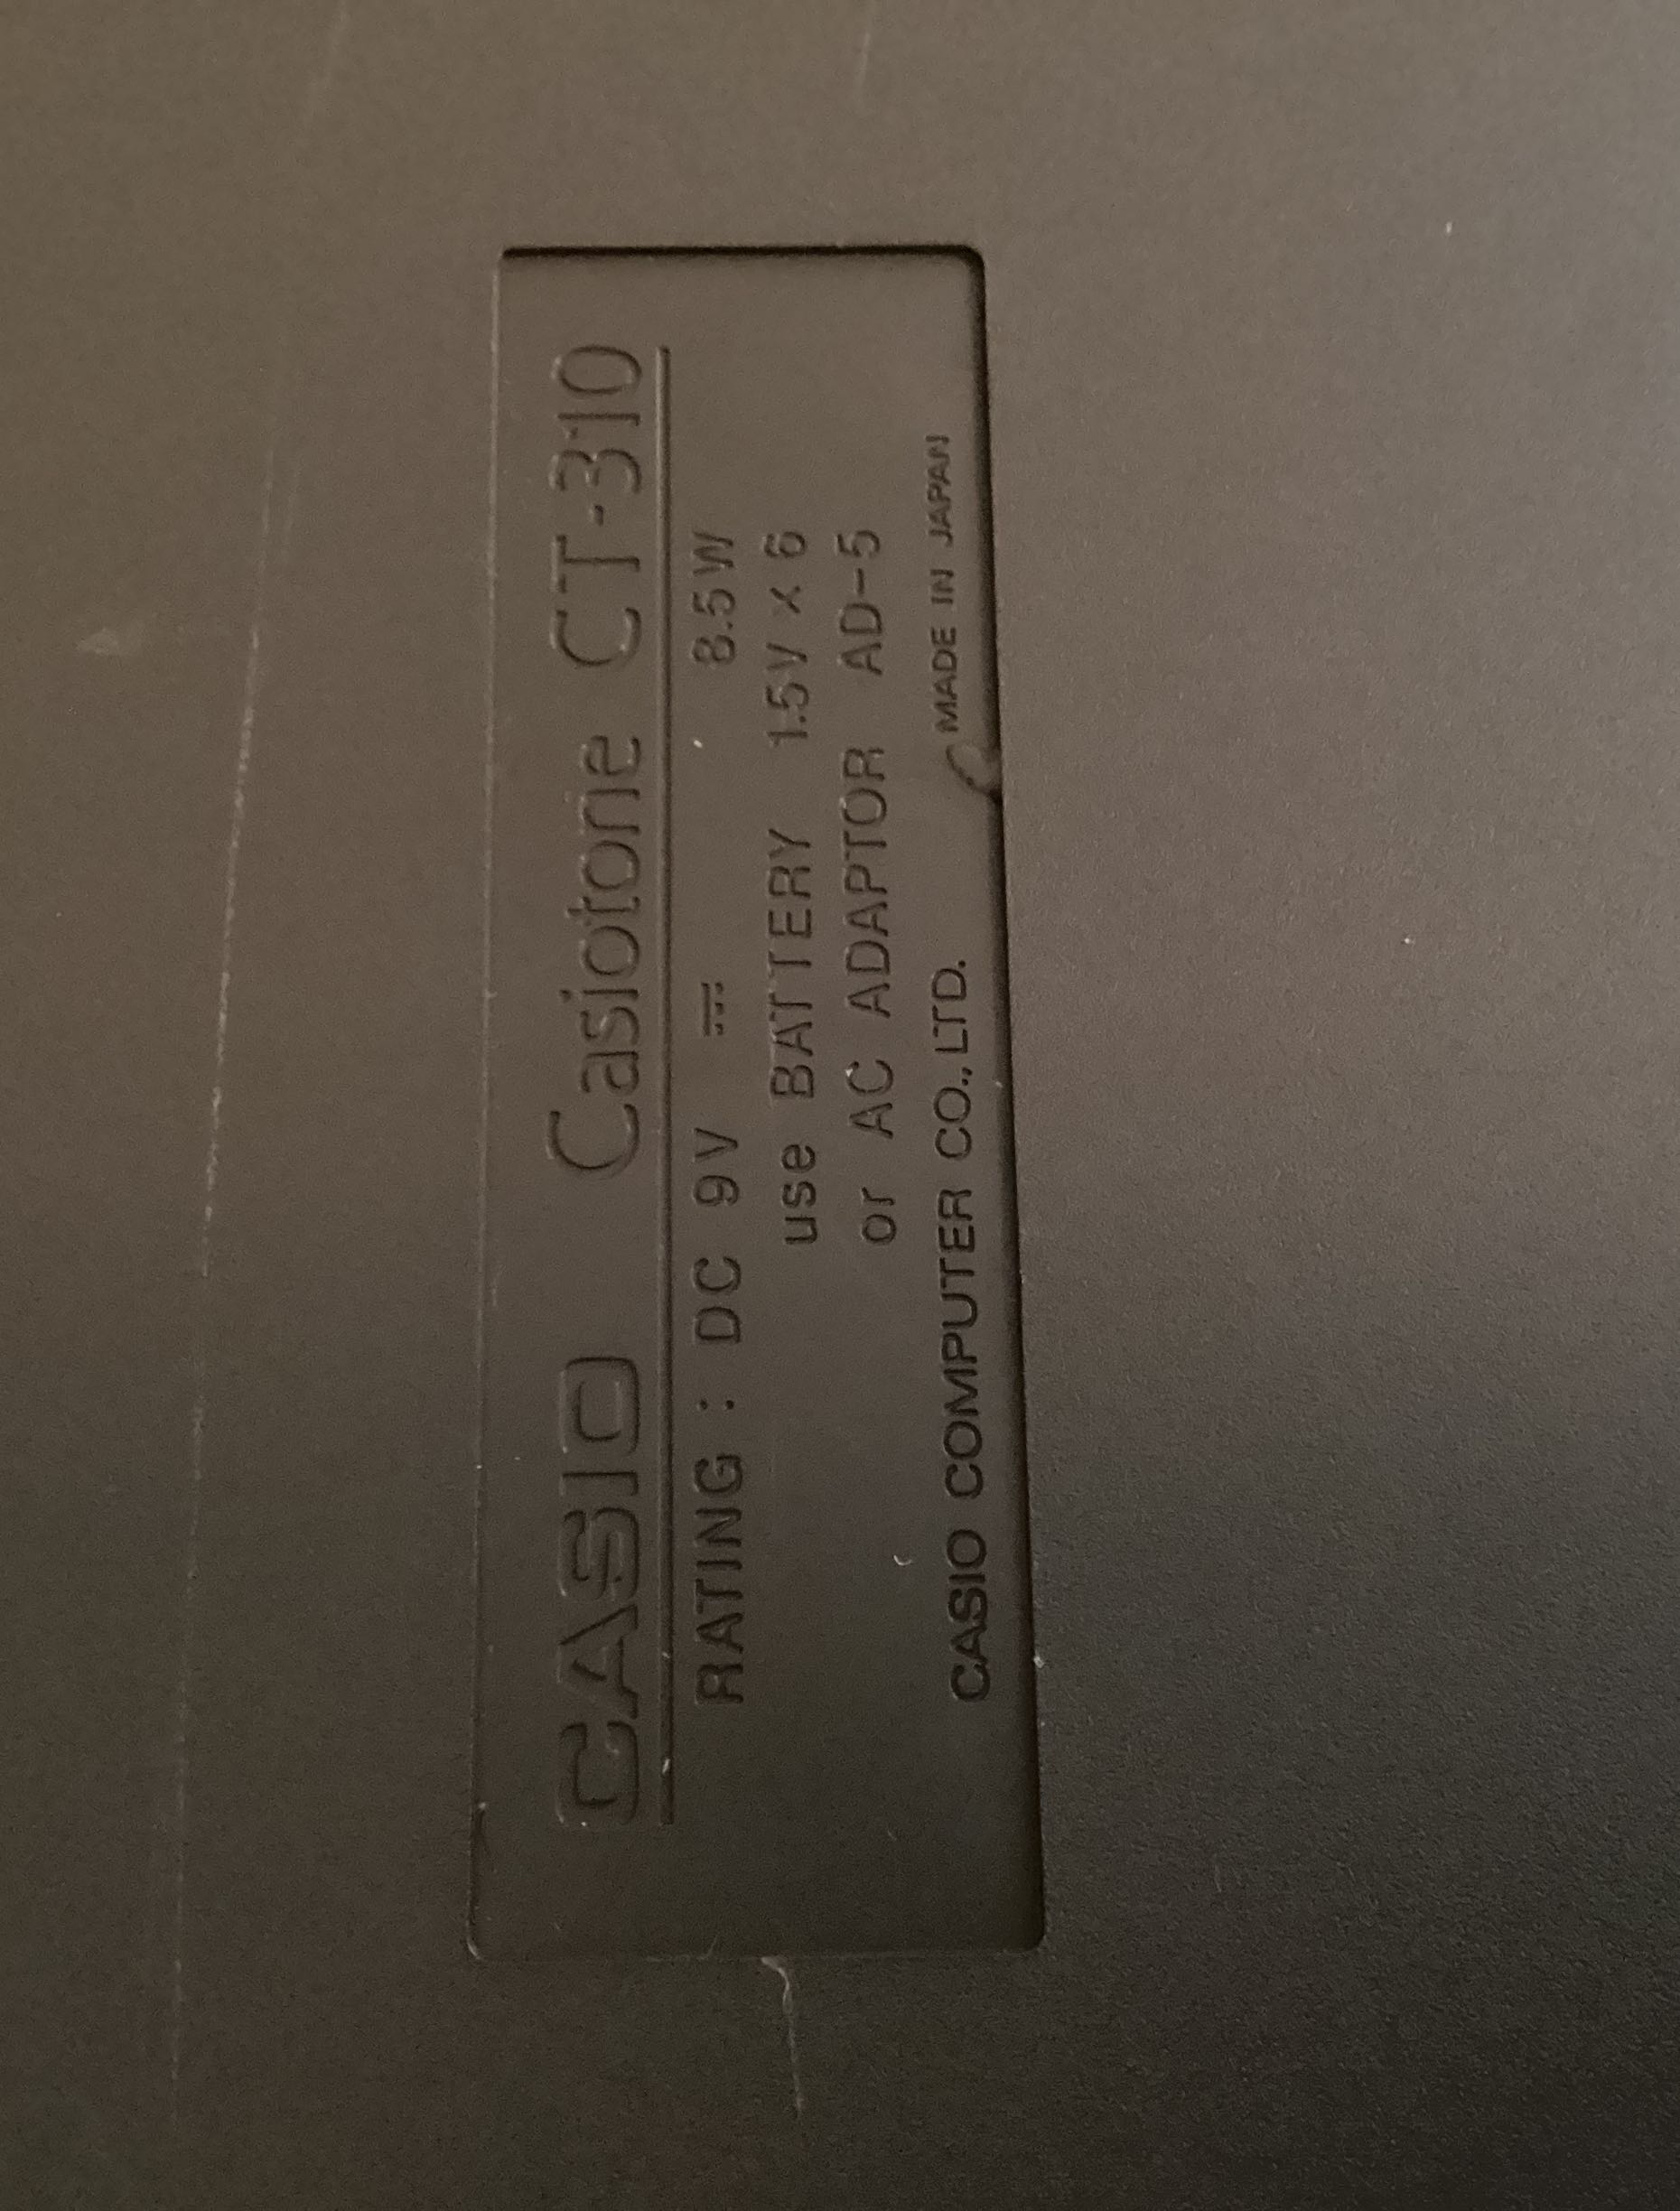 CASIO Casiotone CT-310
RATING : DC 9V ⎓ 8.5W
use BATTERY 1.5V x 6
or AC ADAPTOR AD-5
CASIO COMPUTER CO., LTD. MADE IN JAPAN